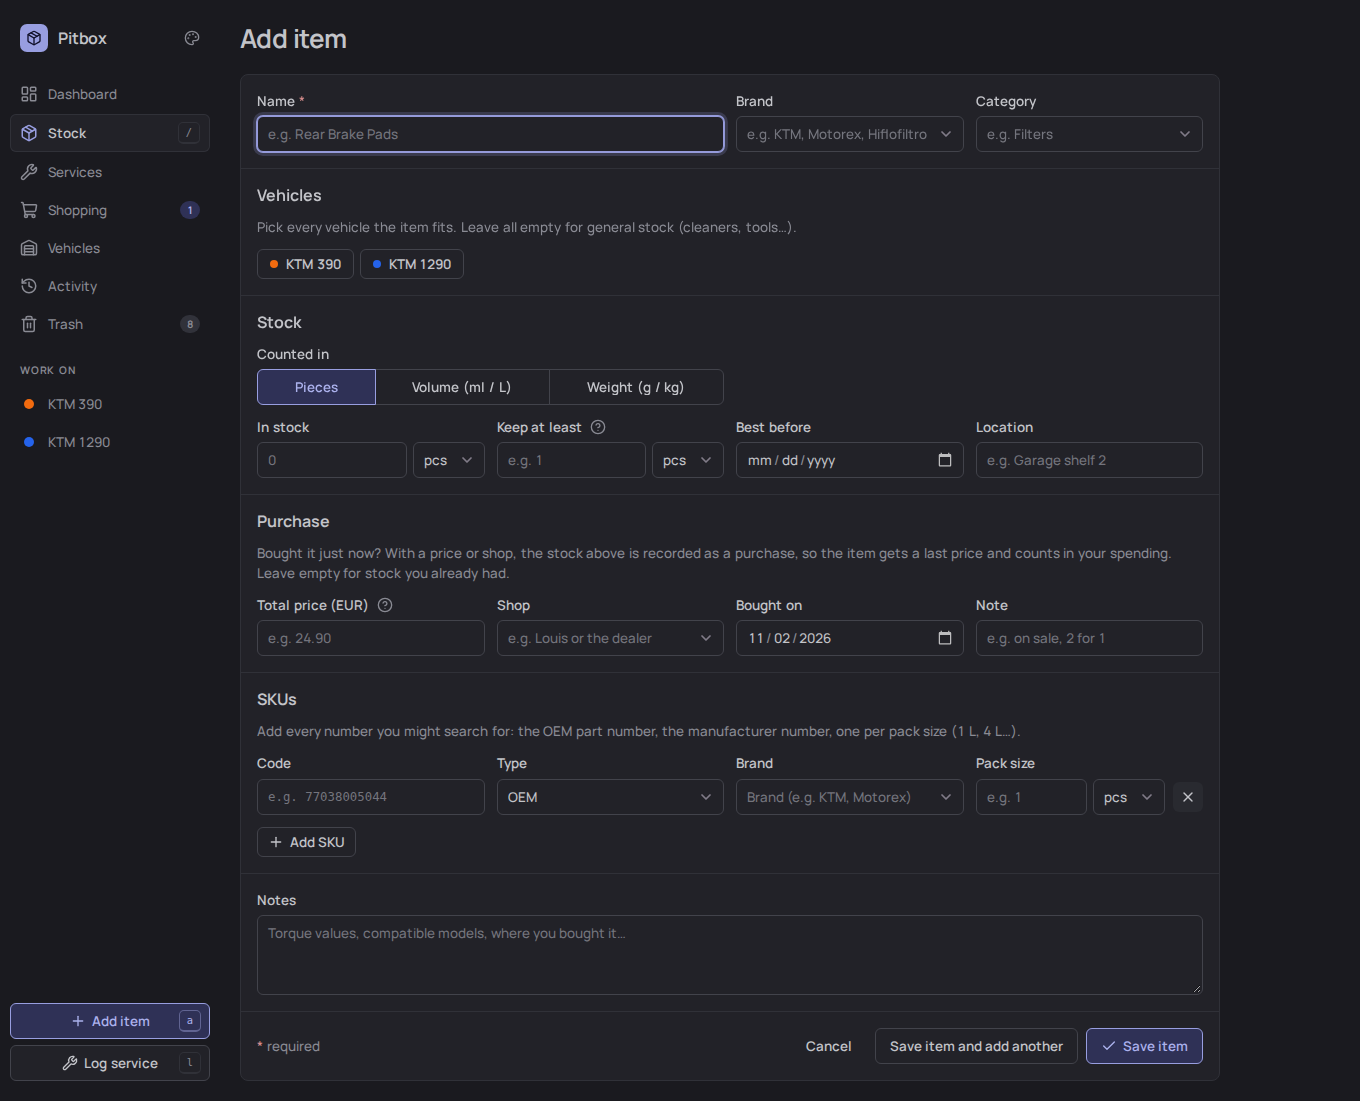 Pitbox
Dashboard
Stock /
Services
Shopping 1
Vehicles
Activity
Trash 8
WORK ON
KTM 390
KTM 1290
Add item a
Log service l
Add item
Name * Brand Category
e.g. Rear Brake Pads e.g. KTM, Motorex, Hiflofiltro e.g. Filters
Vehicles
Pick every vehicle the item fits. Leave all empty for general stock (cleaners, tools…).
KTM 390 KTM 1290
Stock
Counted in
Pieces Volume (ml / L) Weight (g / kg)
In stock Keep at least Best before Location
0 pcs e.g. 1 pcs mm/dd/yyyy e.g. Garage shelf 2
Purchase
Bought it just now? With a price or shop, the stock above is recorded as a purchase, so the item gets a last price and counts in your spending.
Leave empty for stock you already had.
Total price (EUR) Shop Bought on Note
e.g. 24.90 e.g. Louis or the dealer 11/02/2026 e.g. on sale, 2 for 1
SKUs
Add every number you might search for: the OEM part number, the manufacturer number, one per pack size (1 L, 4 L…).
Code Type Brand Pack size
e.g. 77038005044 OEM Brand (e.g. KTM, Motorex) e.g. 1 pcs
Add SKU
Notes
Torque values, compatible models, where you bought it…
* required Cancel Save item and add another Save item